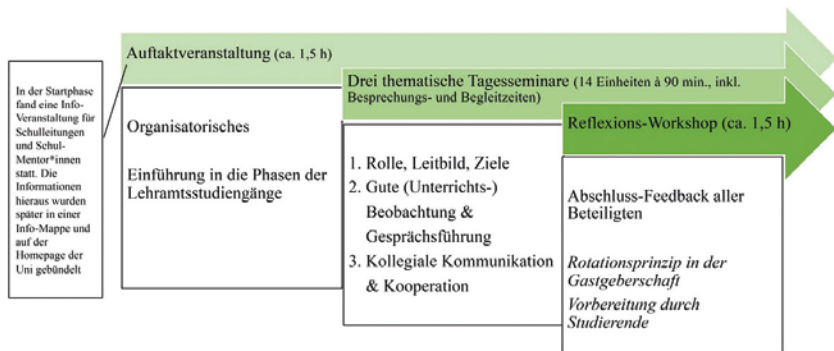 Auftaktveranstaltung (ca. 1,5 h)
In der Startphase
fand eine Info-
Veranstaltung für
Schulleitungen
und Schul-
Mentor*innen
statt. Die
Informationen
hieraus wurden
später in einer
Info-Mappe und
auf der
Homepage der
Uni gebündelt
Organisatorisches
Einführung in die Phasen der
Lehramtsstudiengänge
Drei thematische Tagesseminare (14 Einheiten à 90 min., inkl.
Besprechungs- und Begleitzeiten)
1. Rolle, Leitbild, Ziele
2. Gute (Unterrichts-)
Beobachtung &
Gesprächsführung
3. Kollegiale Kommunikation
& Kooperation
Reflexions-Workshop (ca. 1,5 h)
Abschluss-Feedback aller
Beteiligten
Rotationsprinzip in der
Gastgeberschaft
Vorbereitung durch
Studierende